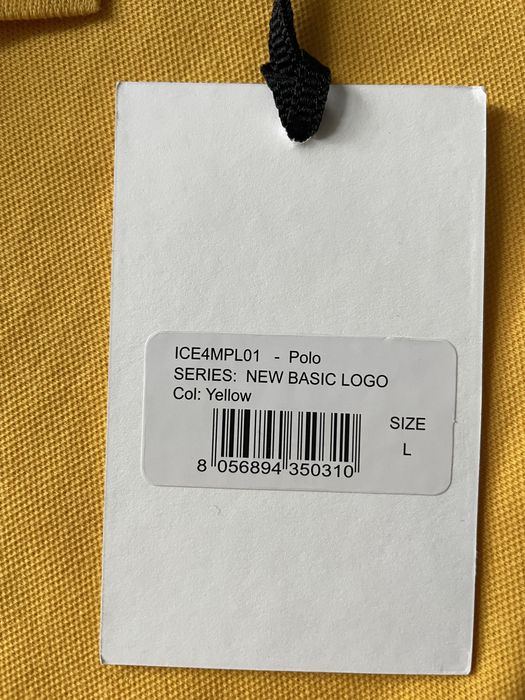 ICE4MPL01 - Polo
SERIES: NEW BASIC LOGO
Col: Yellow
SIZE
L
8 056894 350310